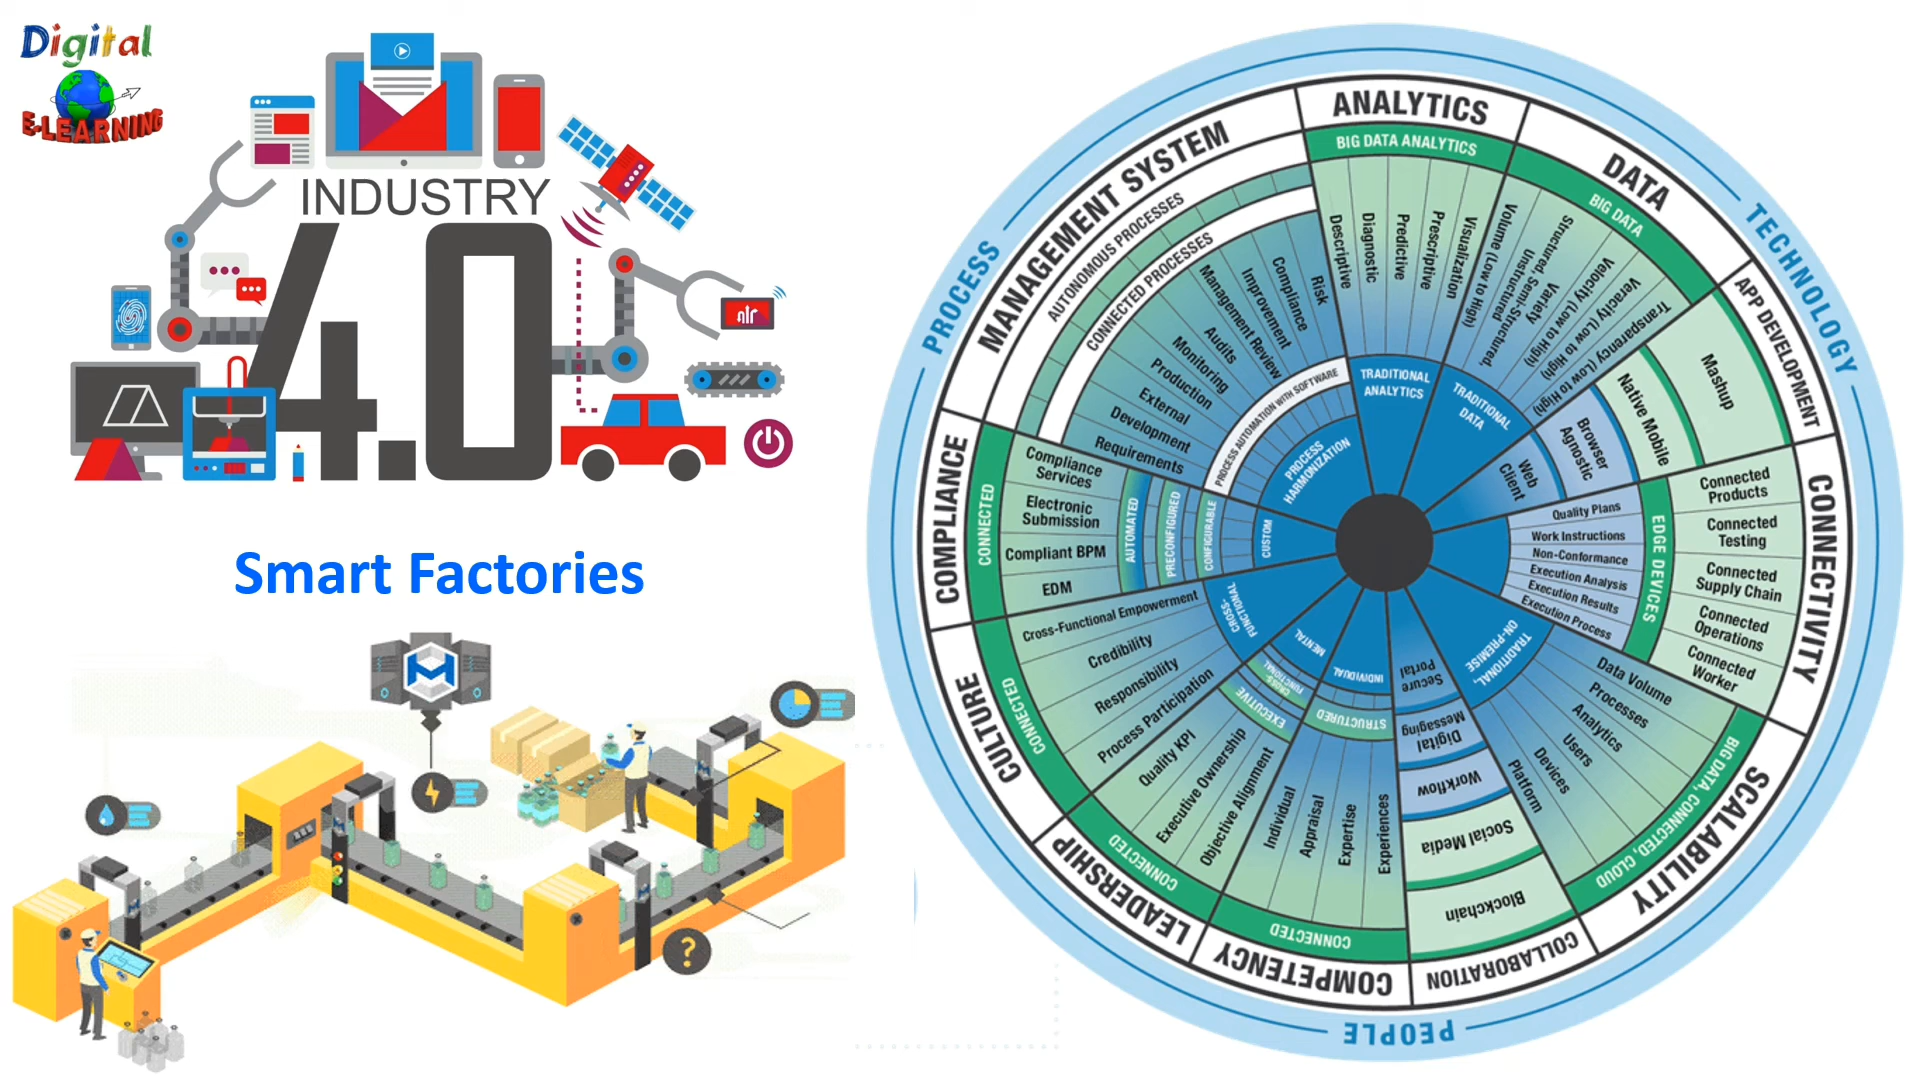 Digital
E-LEARNING
INDUSTRY
4.0
Smart Factories
?
PROCESS
TECHNOLOGY
PEOPLE
MANAGEMENT SYSTEM
AUTONOMOUS PROCESSES
CONNECTED PROCESSES
Risk
Compliance
Improvement
Management Review
Audits
Monitoring
Production
External
Development
Requirements
PROCESS AUTOMATION WITH SOFTWARE
PROCESS
HARMONIZATION
ANALYTICS
BIG DATA ANALYTICS
Descriptive
Diagnostic
Predictive
Prescriptive
Visualization
TRADITIONAL
ANALYTICS
DATA
BIG DATA
Volume (Low to High)
Variety
Structured, Semi-Structured,
Unstructured
Velocity (Low to High)
Veracity (Low to High)
Transparency (Low to High)
TRADITIONAL
DATA
APP DEVELOPMENT
Mashup
Native Mobile
Browser
Agnostic
Web
Client
CONNECTIVITY
Connected
Products
Connected
Testing
Connected
Supply Chain
Connected
Operations
Connected
Worker
EDGE DEVICES
Quality Plans
Work Instructions
Non-Conformance
Execution Analysis
Execution Results
Execution Process
SCALABILITY
BIG DATA, CONNECTED, CLOUD
Data Volume
Processes
Analytics
Users
Devices
Platform
TRADITIONAL,
ON-PREMISE
COLLABORATION
Secure
Portal
Digital
Messaging
Workflow
Social Media
Blockchain
COMPETENCY
CONNECTED
Individual
Appraisal
Expertise
Experiences
STRUCTURED
INDIVIDUAL
LEADERSHIP
CONNECTED
Quality KPI
Executive Ownership
Objective Alignment
EXECUTIVE
CROSS-
FUNCTIONAL
MENTAL
CULTURE
CONNECTED
Cross-Functional Empowerment
Credibility
Responsibility
Process Participation
CROSS-
FUNCTIONAL
COMPLIANCE
CONNECTED
Compliance
Services
Electronic
Submission
Compliant BPM
EDM
AUTOMATED
PRECONFIGURED
CONFIGURABLE
CUSTOM